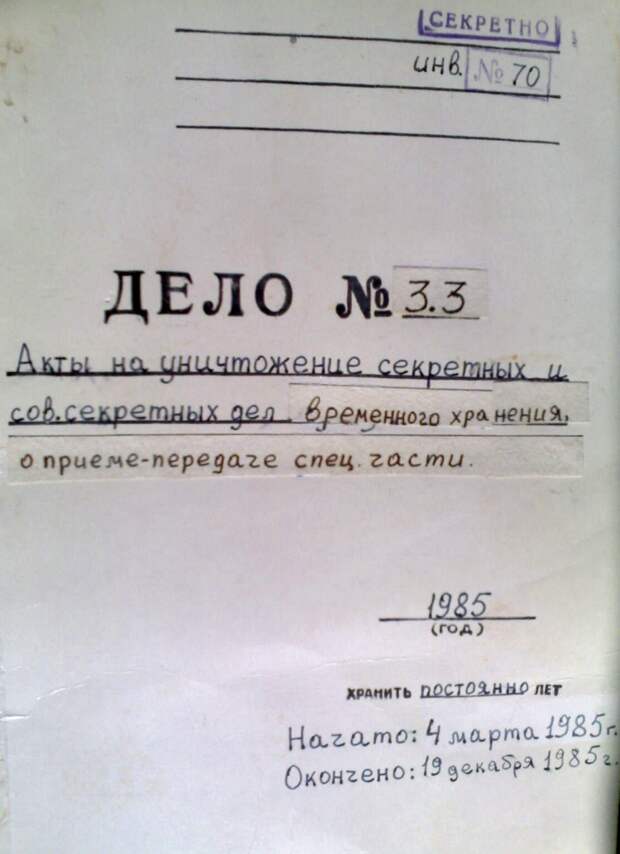 СЕКРЕТНО
инв. № 70
ДЕЛО № 3.3
Акты на уничтожение секретных и
сов.секретных дел временного хранения,
о приеме-передаче спец. части.
1985
(год)
ХРАНИТЬ постоянно ЛЕТ
Начато: 4 марта 1985г.
Окончено: 19 декабря 1985г.